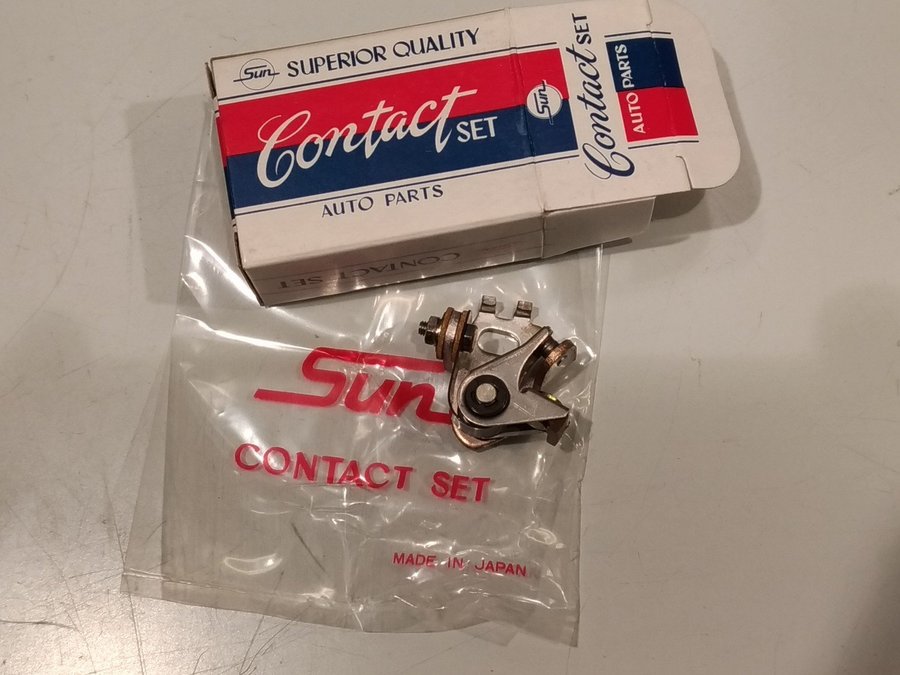 Sun SUPERIOR QUALITY
Contact SET
AUTO PARTS
Sun
Contact SET
AUTO PARTS
CONTACT SET
Sun
CONTACT SET
MADE IN JAPAN